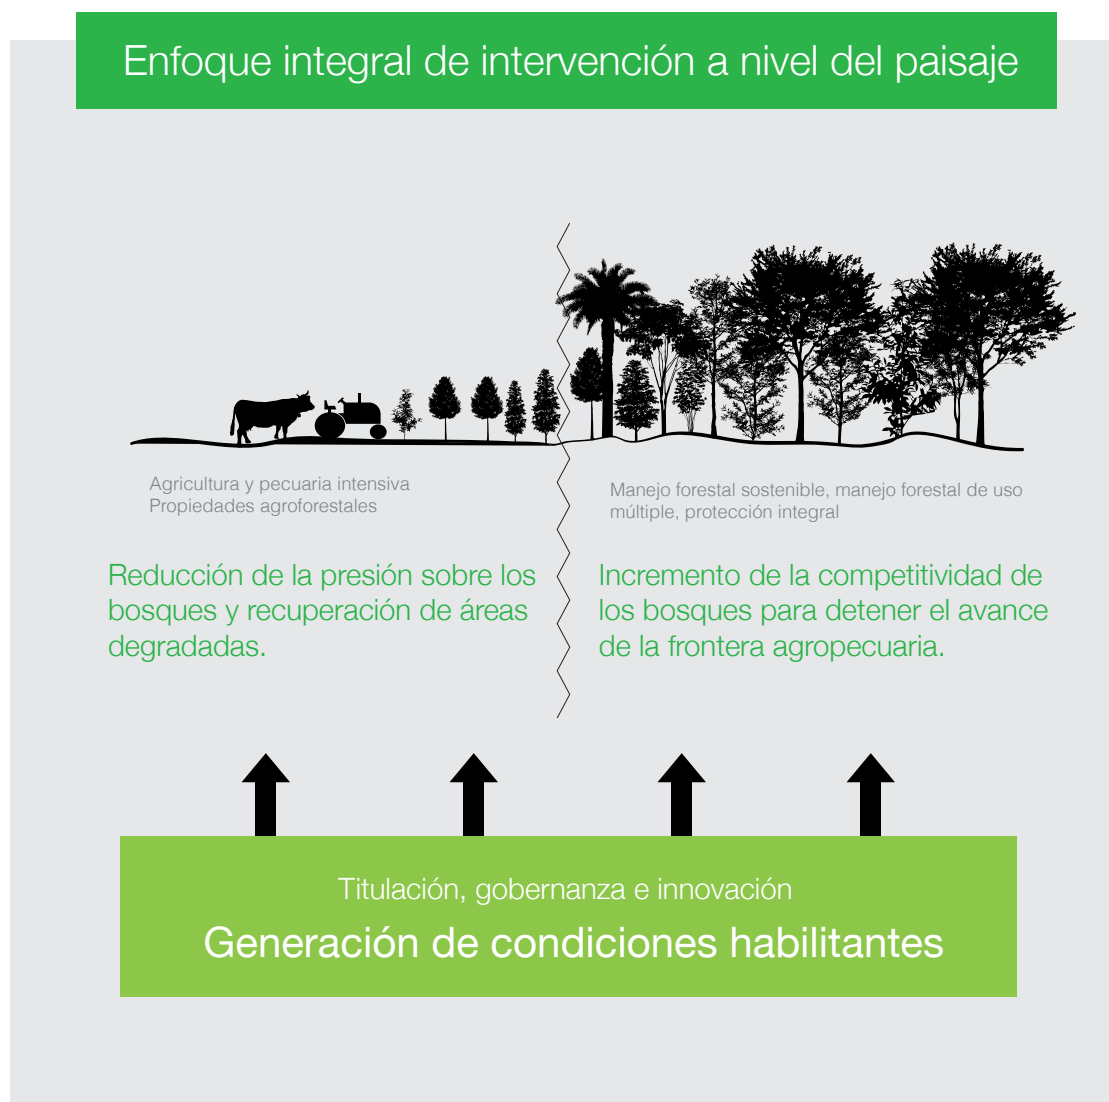 Enfoque integral de intervención a nivel del paisaje
Agricultura y pecuaria intensiva
Propiedades agroforestales
Manejo forestal sostenible, manejo forestal de uso
múltiple, protección integral
Reducción de la presión sobre los
bosques y recuperación de áreas
degradadas.
Incremento de la competitividad de
los bosques para detener el avance
de la frontera agropecuaria.
Titulación, gobernanza e innovación
Generación de condiciones habilitantes